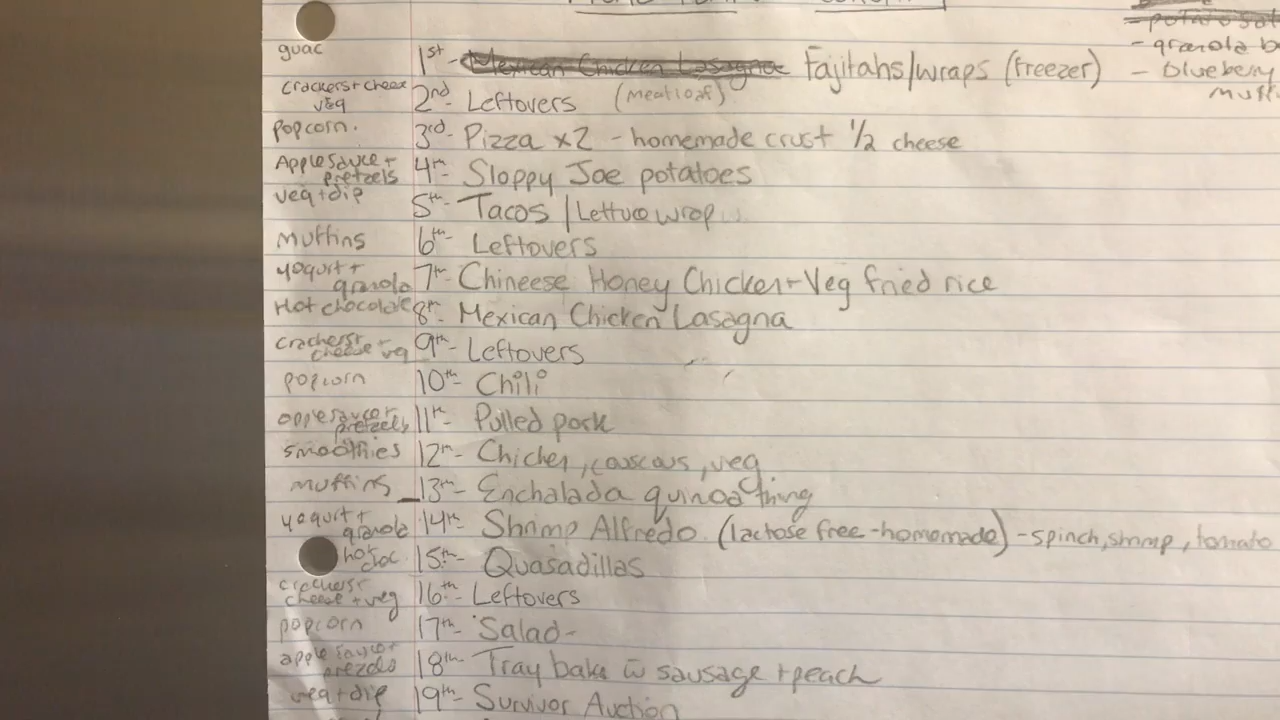 guac 1st - Mexican Chicken Lasagna Fajitahs/wraps (freezer)
crackers + cheese veg 2nd - Leftovers (meatloaf)
popcorn. 3rd - Pizza x2 - homemade crust 1/2 cheese
Applesauce + pretzels 4th - Sloppy Joe potatoes
veg + dip 5th - Tacos / Lettuce wrap
muffins 6th - Leftovers
yogurt + granola 7th - Chineese Honey Chicken + Veg fried rice
Hot chocolate 8th - Mexican Chicken Lasagna
crackers + cheese + veg 9th - Leftovers
popcorn 10th - Chili
applesauce + pretzels 11th - Pulled pork
smoothies 12th - Chicken, couscous, veg
muffins 13th - Enchalada quinoa thing
yogurt + granola 14th - Shrimp Alfredo (lactose free - homemade) - spinch, shrimp, tomato
hot choc 15th - Quasadillas
crackers + cheese + veg 16th - Leftovers
popcorn 17th - Salad -
apple sauce + prezels 18th - Tray bake w sausage + peach
veg + dip 19th - Survivor Auction
- granola b
- blueberry
muff